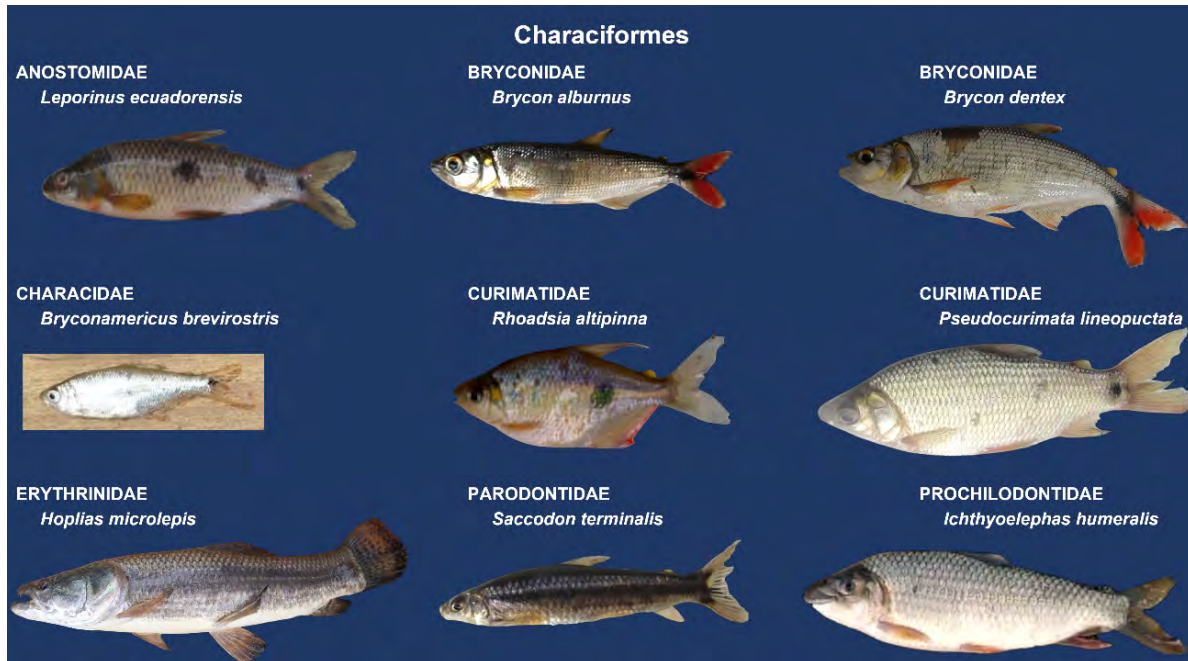 Characiformes
ANOSTOMIDAE
Leporinus ecuadorensis
BRYCONIDAE
Brycon alburnus
BRYCONIDAE
Brycon dentex
CHARACIDAE
Bryconamericus brevirostris
CURIMATIDAE
Rhoadsia altipinna
CURIMATIDAE
Pseudocurimata lineopuctata
ERYTHRINIDAE
Hoplias microlepis
PARODONTIDAE
Saccodon terminalis
PROCHILODONTIDAE
Ichthyoelephas humeralis